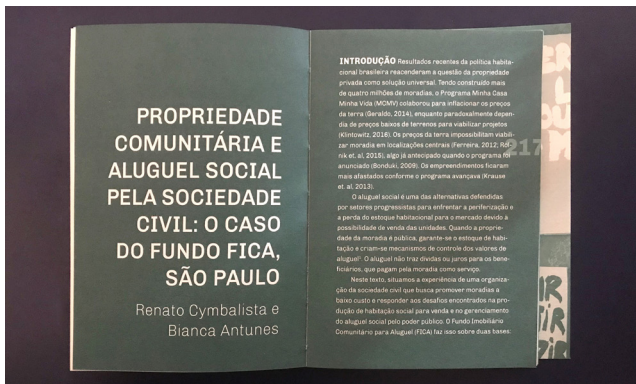 PROPRIEDADE
COMUNITÁRIA E
ALUGUEL SOCIAL
PELA SOCIEDADE
CIVIL: O CASO
DO FUNDO FICA,
SÃO PAULO
Renato Cymbalista e
Bianca Antunes
INTRODUÇÃO Resultados recentes da política habita-
cional brasileira reacenderam a questão da propriedade
privada como solução universal. Tendo construído mais
de quatro milhões de moradias, o Programa Minha Casa
Minha Vida (MCMV) colaborou para inflacionar os preços
da terra (Geraldo, 2014), enquanto paradoxalmente depen-
dia de preços baixos de terrenos para viabilizar projetos
(Klintowitz, 2016). Os preços da terra impossibilitam viabili-
zar moradia em localizações centrais (Ferreira, 2012; Rol-
nik et. al, 2015), algo já antecipado quando o programa foi
anunciado (Bonduki, 2009). Os empreendimentos ficaram
mais afastados conforme o programa avançava (Krause
et. al, 2013).
O aluguel social é uma das alternativas defendidas
por setores progressistas para enfrentar a periferização e
a perda do estoque habitacional para o mercado devido à
possibilidade de venda das unidades. Quando a proprie-
dade da moradia é pública, garante-se o estoque de habi-
tação e criam-se mecanismos de controle dos valores de
aluguel¹. O aluguel não traz dívidas ou juros para os bene-
ficiários, que pagam pela moradia como serviço.
Neste texto, situamos a experiência de uma organiza-
ção da sociedade civil que busca promover moradias a
baixo custo e responder aos desafios encontrados na pro-
dução de habitação social para venda e no gerenciamento
do aluguel social pelo poder público. O Fundo Imobiliário
Comunitário para Aluguel (FICA) faz isso sobre duas bases:
217